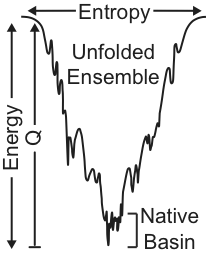 Entropy
Unfolded
Ensemble
Energy
Q
Native
Basin